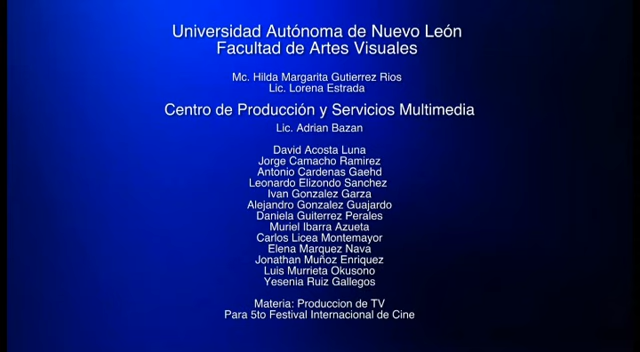 Universidad Autónoma de Nuevo León
Facultad de Artes Visuales
Mc. Hilda Margarita Gutierrez Rios
Lic. Lorena Estrada
Centro de Producción y Servicios Multimedia
Lic. Adrian Bazan
David Acosta Luna
Jorge Camacho Ramirez
Antonio Cardenas Gaehd
Leonardo Elizondo Sanchez
Ivan Gonzalez Garza
Alejandro Gonzalez Guajardo
Daniela Guiterrez Perales
Muriel Ibarra Azueta
Carlos Licea Montemayor
Elena Marquez Nava
Jonathan Muñoz Enriquez
Luis Murrieta Okusono
Yesenia Ruiz Gallegos
Materia: Produccion de TV
Para 5to Festival Internacional de Cine